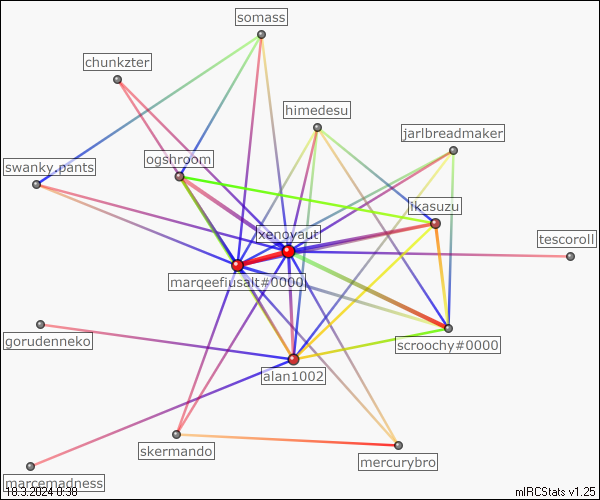 somass
chunkzter
himedesu
jarlbreadmaker
ogshroom
swanky.pants
ikasuzu
xenovaut
tescoroll
margeefiusalt#0000
gorudenneko
scroochy#0000
alan1002
skermando
mercurybro
marcemadness
18.3.2024 0:38
mIRCStats v1.25